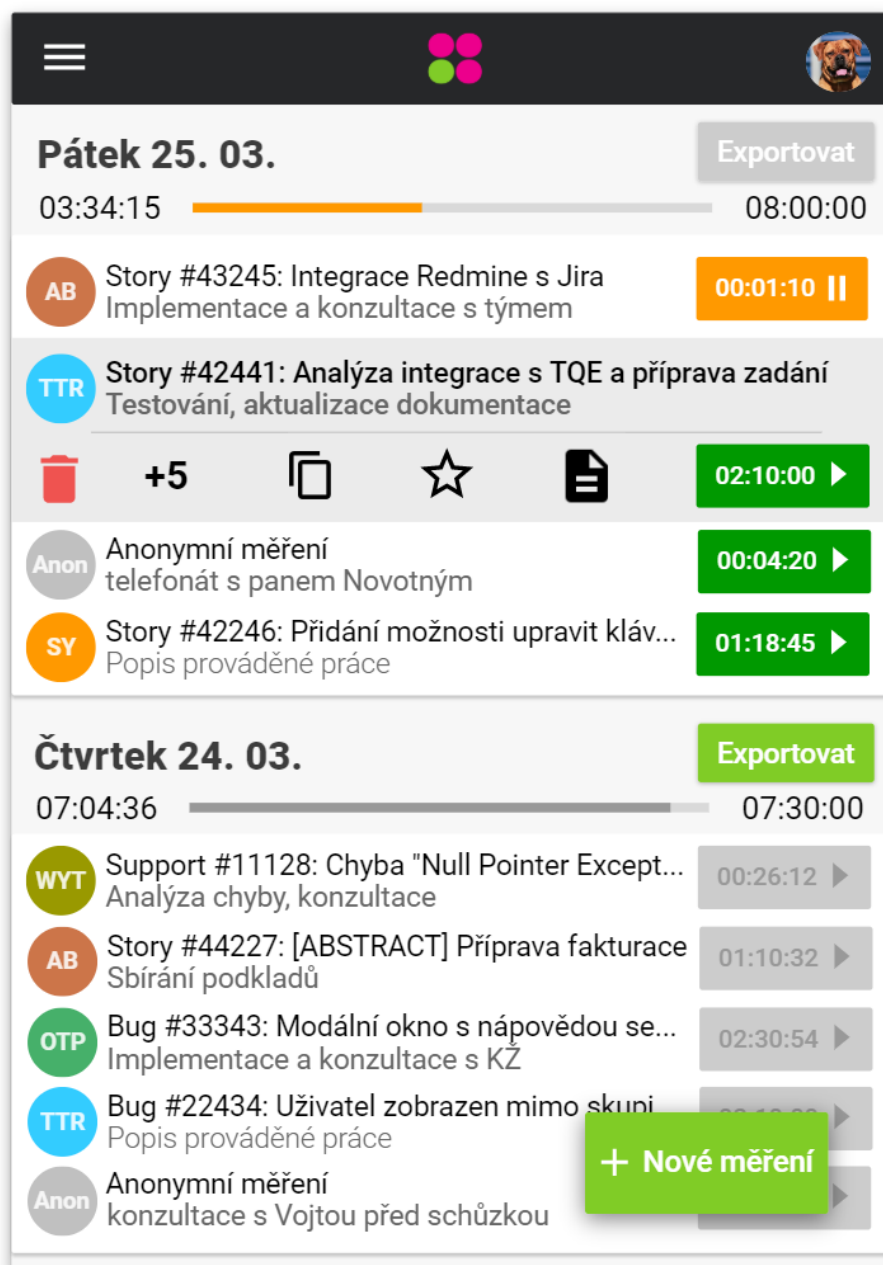 Pátek 25. 03.
Exportovat
03:34:15
08:00:00
AB
Story #43245: Integrace Redmine s Jira
Implementace a konzultace s týmem
00:01:10
TTR
Story #42441: Analýza integrace s TQE a příprava zadání
Testování, aktualizace dokumentace
+5
02:10:00
Anon
Anonymní měření
telefonát s panem Novotným
00:04:20
SY
Story #42246: Přidání možnosti upravit kláv...
Popis prováděné práce
01:18:45
Čtvrtek 24. 03.
Exportovat
07:04:36
07:30:00
WYT
Support #11128: Chyba "Null Pointer Except...
Analýza chyby, konzultace
00:26:12
AB
Story #44227: [ABSTRACT] Příprava fakturace
Sbírání podkladů
01:10:32
OTP
Bug #33343: Modální okno s nápovědou se...
Implementace a konzultace s KŽ
02:30:54
TTR
Bug #22434: Uživatel zobrazen mimo skupi
Popis prováděné práce
+ Nové měření
Anon
Anonymní měření
konzultace s Vojtou před schůzkou